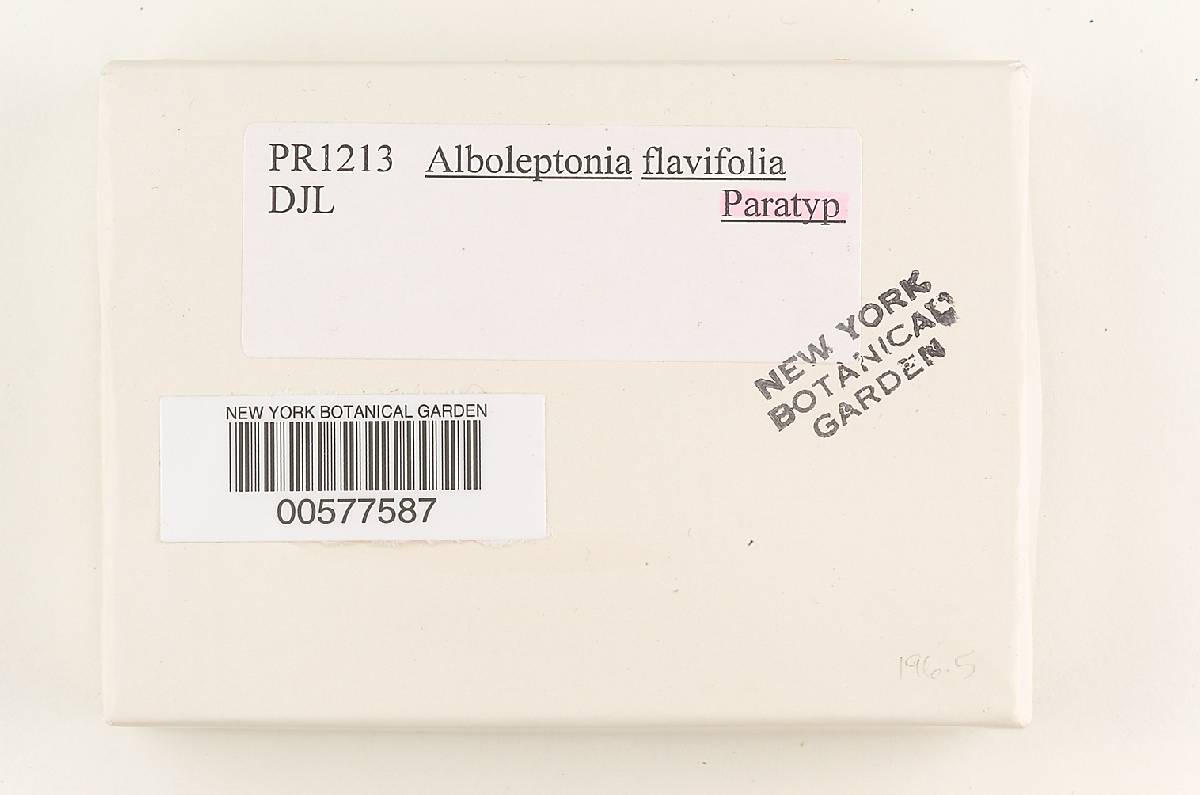 PR1213 Alboleptonia flavifolia
DJL Paratyp
NEW YORK
BOTANICAL
GARDEN
NEW YORK BOTANICAL GARDEN
00577587
196.5